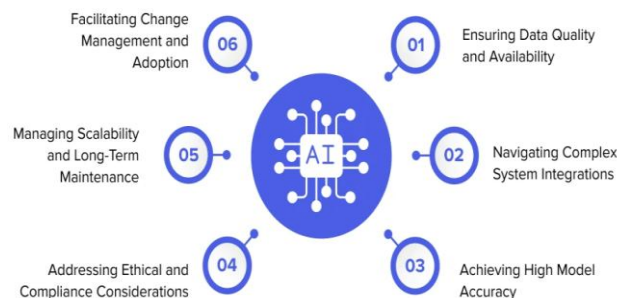 01
Ensuring Data Quality
and Availability
02
Navigating Complex
System Integrations
03
Achieving High Model
Accuracy
04
Addressing Ethical and
Compliance Considerations
05
Managing Scalability
and Long-Term
Maintenance
06
Facilitating Change
Management and
Adoption
AI